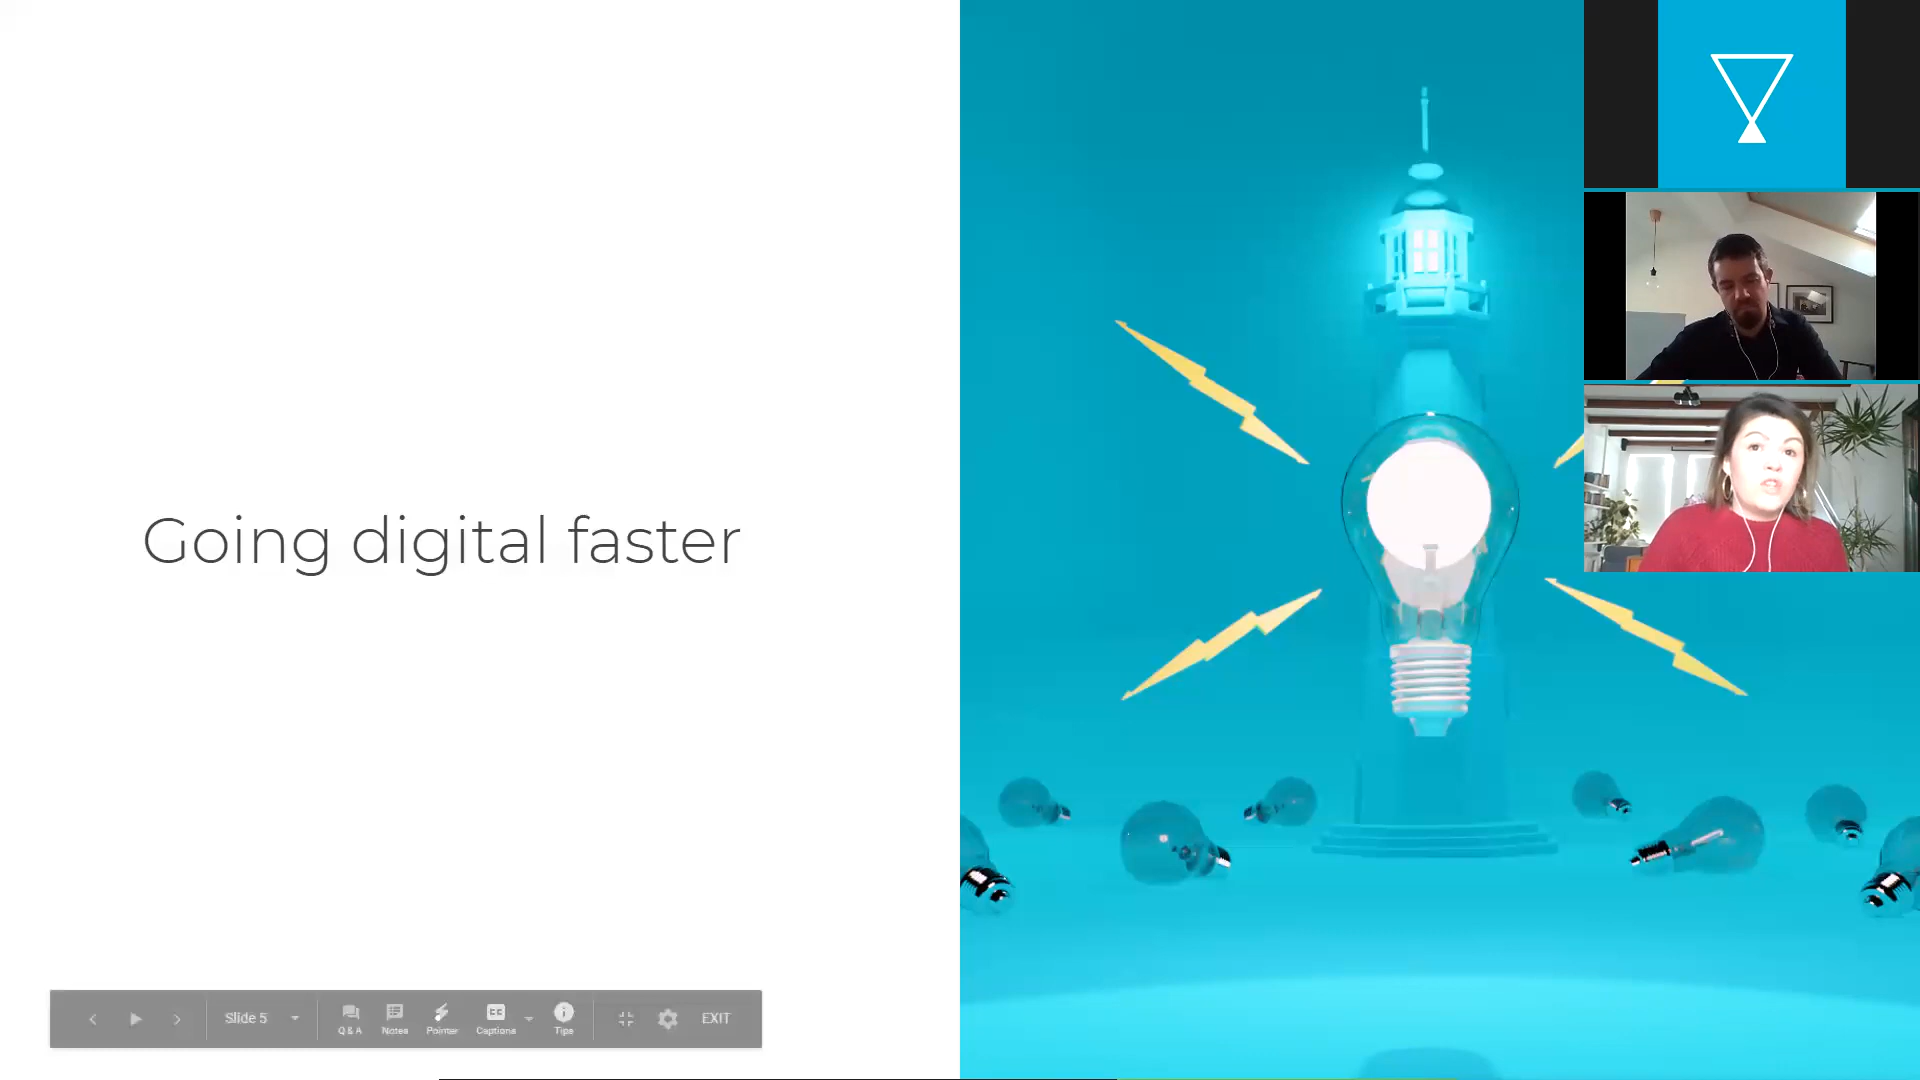 Going digital faster
Slide 5
Q & A
Notes
Pointer
Captions
Tips
EXIT